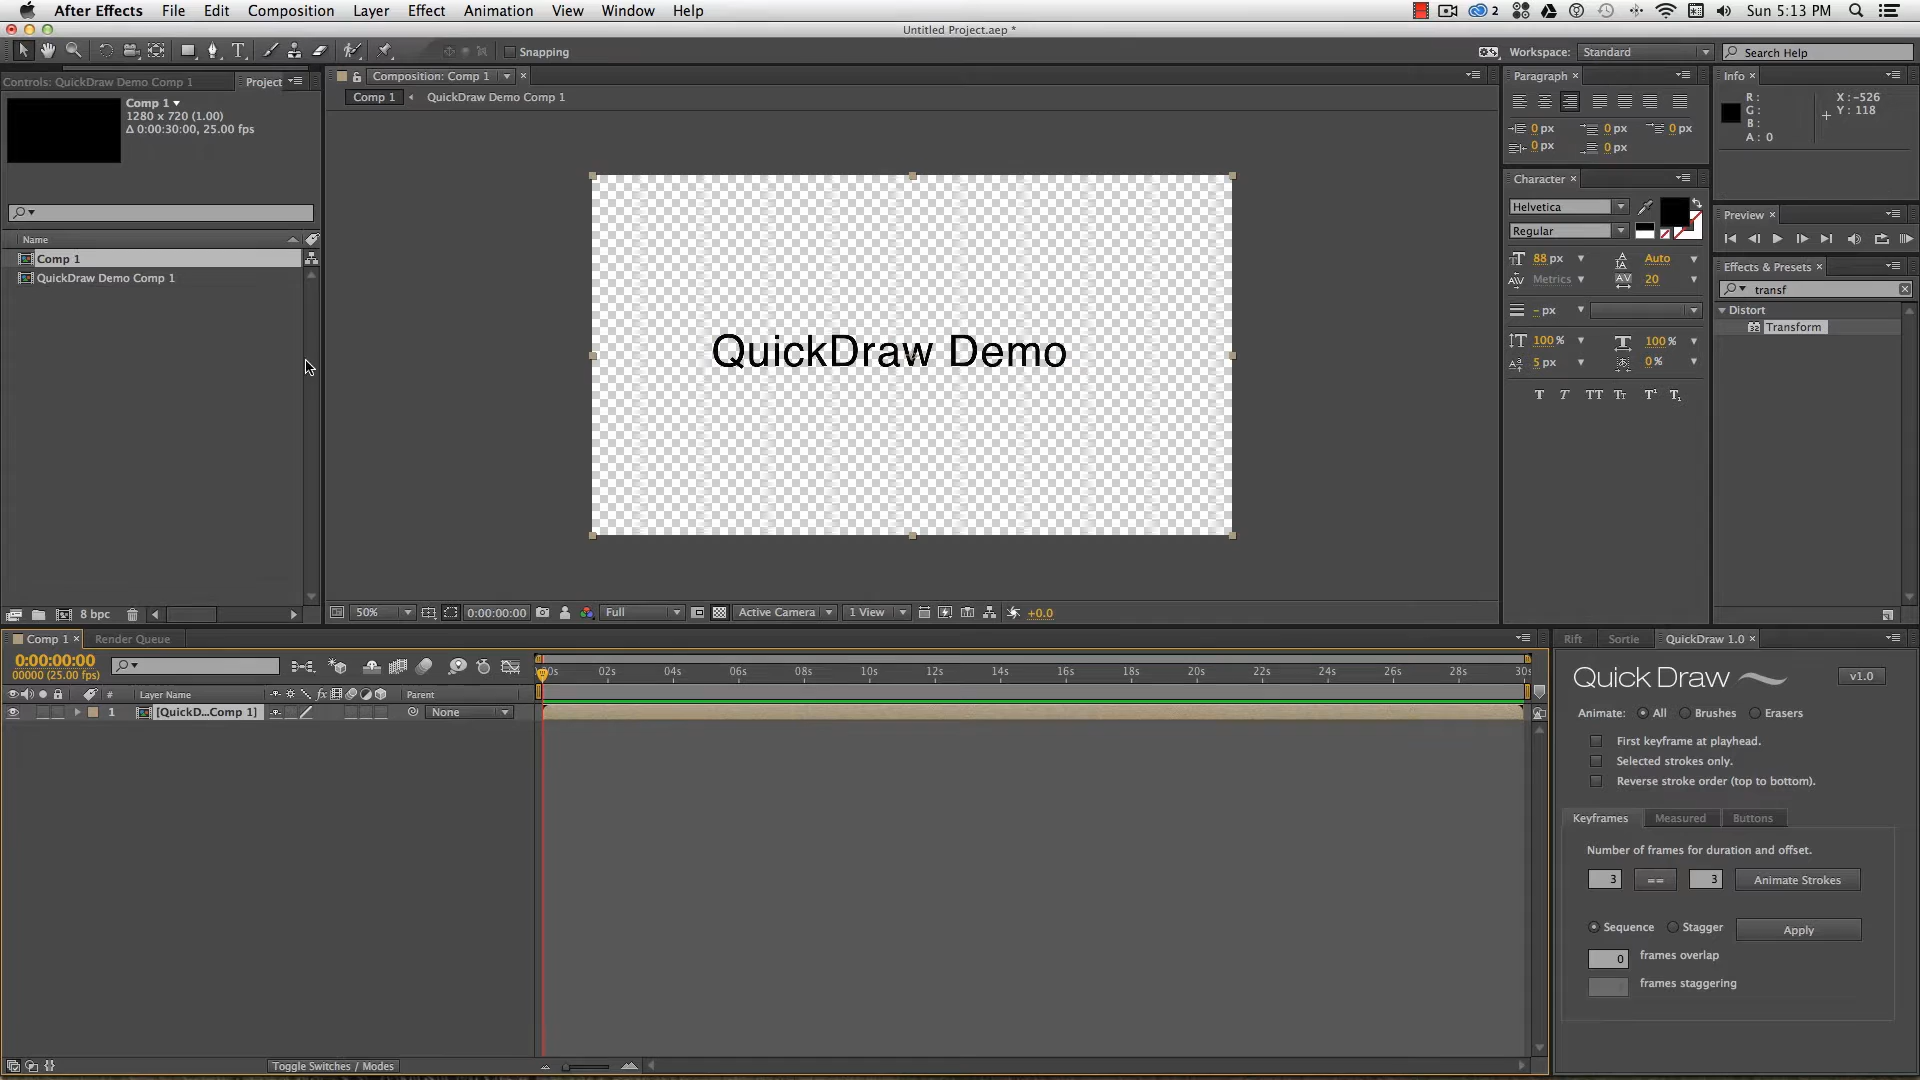 After Effects File Edit Composition Layer Effect Animation View Window Help 2 Sun 5:13 PM
Untitled Project.aep *
Snapping Workspace: Standard Search Help
Controls: QuickDraw Demo Comp 1 Project
Comp 1
1280 x 720 (1.00)
Δ 0:00:30:00, 25.00 fps
Name
Comp 1
QuickDraw Demo Comp 1
8 bpc
Composition: Comp 1
Comp 1 QuickDraw Demo Comp 1
QuickDraw Demo
50% 0:00:00:00 Full Active Camera 1 View +0.0
Paragraph
0 px 0 px 0 px
0 px 0 px
Character
Helvetica
Regular
88 px Auto
Metrics 20
- px
100 % 100 %
5 px 0 %
T T TT Tt T¹ T₁
Info
R : X : -526
G : Y : 118
B :
A : 0
Preview
Effects & Presets
transf
Distort
Transform
Comp 1 Render Queue
0:00:00:00
00000 (25.00 fps)
# Layer Name fx Parent
1 [QuickD...Comp 1] None
02s 04s 06s 08s 10s 12s 14s 16s 18s 20s 22s 24s 26s 28s
Toggle Switches / Modes
Rift Sortie QuickDraw 1.0
Quick Draw v1.0
Animate: All Brushes Erasers
First keyframe at playhead.
Selected strokes only.
Reverse stroke order (top to bottom).
Keyframes Measured Buttons
Number of frames for duration and offset.
3 == 3 Animate Strokes
Sequence Stagger Apply
0 frames overlap
frames staggering